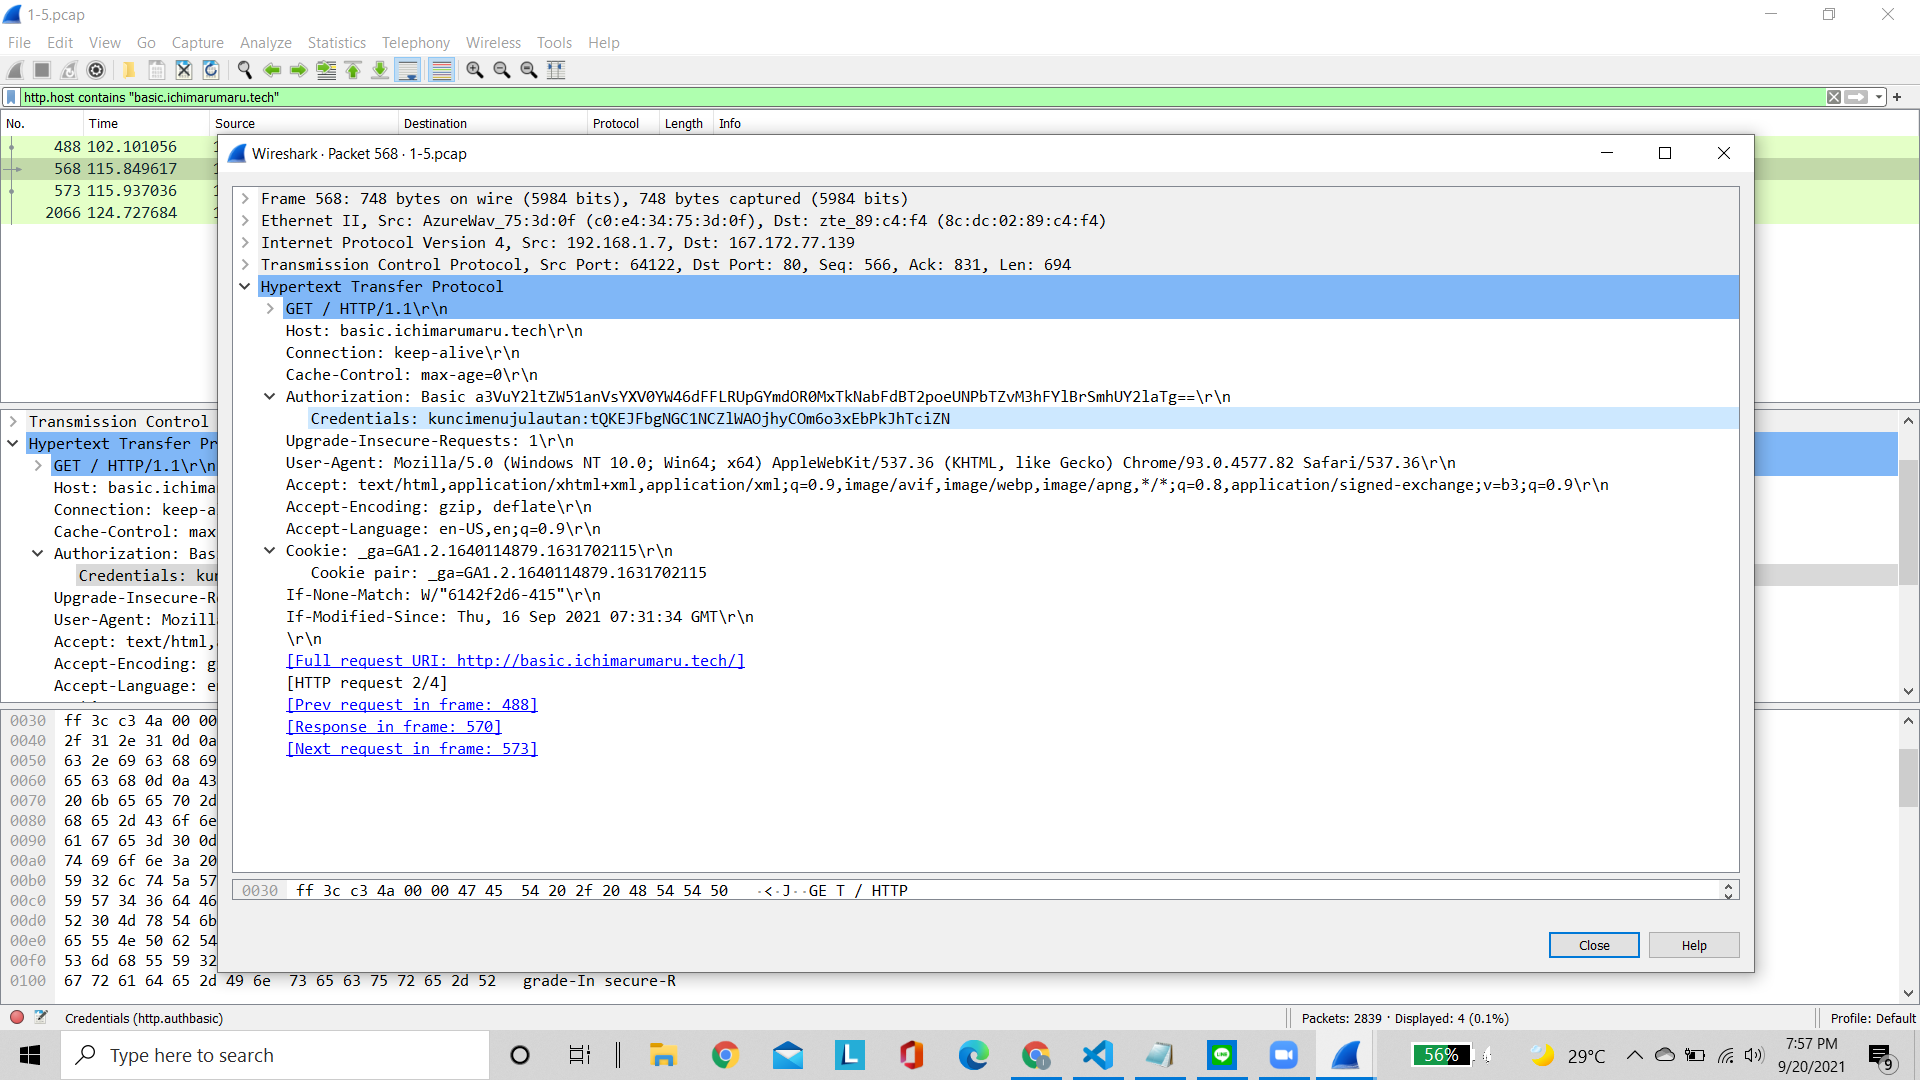 1-5.pcap
File Edit View Go Capture Analyze Statistics Telephony Wireless Tools Help
http.host contains "basic.ichimarumaru.tech"
No. Time Source Destination Protocol Length Info
488 102.101056 1
568 115.849617 1
573 115.937036 1
2066 124.727684 1
Wireshark · Packet 568 · 1-5.pcap
Frame 568: 748 bytes on wire (5984 bits), 748 bytes captured (5984 bits)
Ethernet II, Src: AzureWav_75:3d:0f (c0:e4:34:75:3d:0f), Dst: zte_89:c4:f4 (8c:dc:02:89:c4:f4)
Internet Protocol Version 4, Src: 192.168.1.7, Dst: 167.172.77.139
Transmission Control Protocol, Src Port: 64122, Dst Port: 80, Seq: 566, Ack: 831, Len: 694
Hypertext Transfer Protocol
GET / HTTP/1.1\r\n
Host: basic.ichimarumaru.tech\r\n
Connection: keep-alive\r\n
Cache-Control: max-age=0\r\n
Authorization: Basic a3VuY2ltZW51anVsYXV0YW46dFFLRUpGYmdOR0MxTkNabFdBT2poeUNPbTZvM3hFYlBrSmhUY2laTg==\r\n
Credentials: kuncimenujulautan:tQKEJFbgNGC1NCZlWAOjhyCOm6o3xEbPkJhTciZN
Upgrade-Insecure-Requests: 1\r\n
User-Agent: Mozilla/5.0 (Windows NT 10.0; Win64; x64) AppleWebKit/537.36 (KHTML, like Gecko) Chrome/93.0.4577.82 Safari/537.36\r\n
Accept: text/html,application/xhtml+xml,application/xml;q=0.9,image/avif,image/webp,image/apng,*/*;q=0.8,application/signed-exchange;v=b3;q=0.9\r\n
Accept-Encoding: gzip, deflate\r\n
Accept-Language: en-US,en;q=0.9\r\n
Cookie: _ga=GA1.2.1640114879.1631702115\r\n
Cookie pair: _ga=GA1.2.1640114879.1631702115
If-None-Match: W/"6142f2d6-415"\r\n
If-Modified-Since: Thu, 16 Sep 2021 07:31:34 GMT\r\n
\r\n
[Full request URI: http://basic.ichimarumaru.tech/]
[HTTP request 2/4]
[Prev request in frame: 488]
[Response in frame: 570]
[Next request in frame: 573]
0030 ff 3c c3 4a 00 00 47 45 54 20 2f 20 48 54 54 50 ·<·J··GE T / HTTP
Close Help
Transmission Control
Hypertext Transfer Pr
GET / HTTP/1.1\r\n
Host: basic.ichima
Connection: keep-a
Cache-Control: max
Authorization: Bas
Credentials: kun
Upgrade-Insecure-R
User-Agent: Mozill
Accept: text/html,
Accept-Encoding: g
Accept-Language: e
0030 ff 3c c3 4a 00 00
0040 2f 31 2e 31 0d 0a
0050 63 2e 69 63 68 69
0060 65 63 68 0d 0a 43
0070 20 6b 65 65 70 2d
0080 68 65 2d 43 6f 6e
0090 61 67 65 3d 30 0d
00a0 74 69 6f 6e 3a 20
00b0 59 32 6c 74 5a 57
00c0 59 57 34 36 64 46
00d0 52 30 4d 78 54 6b
00e0 65 55 4e 50 62 54
00f0 53 6d 68 55 59 32
0100 67 72 61 64 65 2d 49 6e 73 65 63 75 72 65 2d 52 grade-In secure-R
Credentials (http.authbasic) Packets: 2839 · Displayed: 4 (0.1%) Profile: Default
Type here to search
56% 29°C 7:57 PM
9/20/2021
9